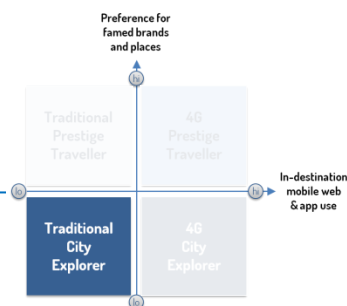 Preference for
famed brands
and places
hi
Traditional
Prestige
Traveller
4G
Prestige
Traveller
lo
hi
In-destination
mobile web
& app use
Traditional
City
Explorer
4G
City
Explorer
lo